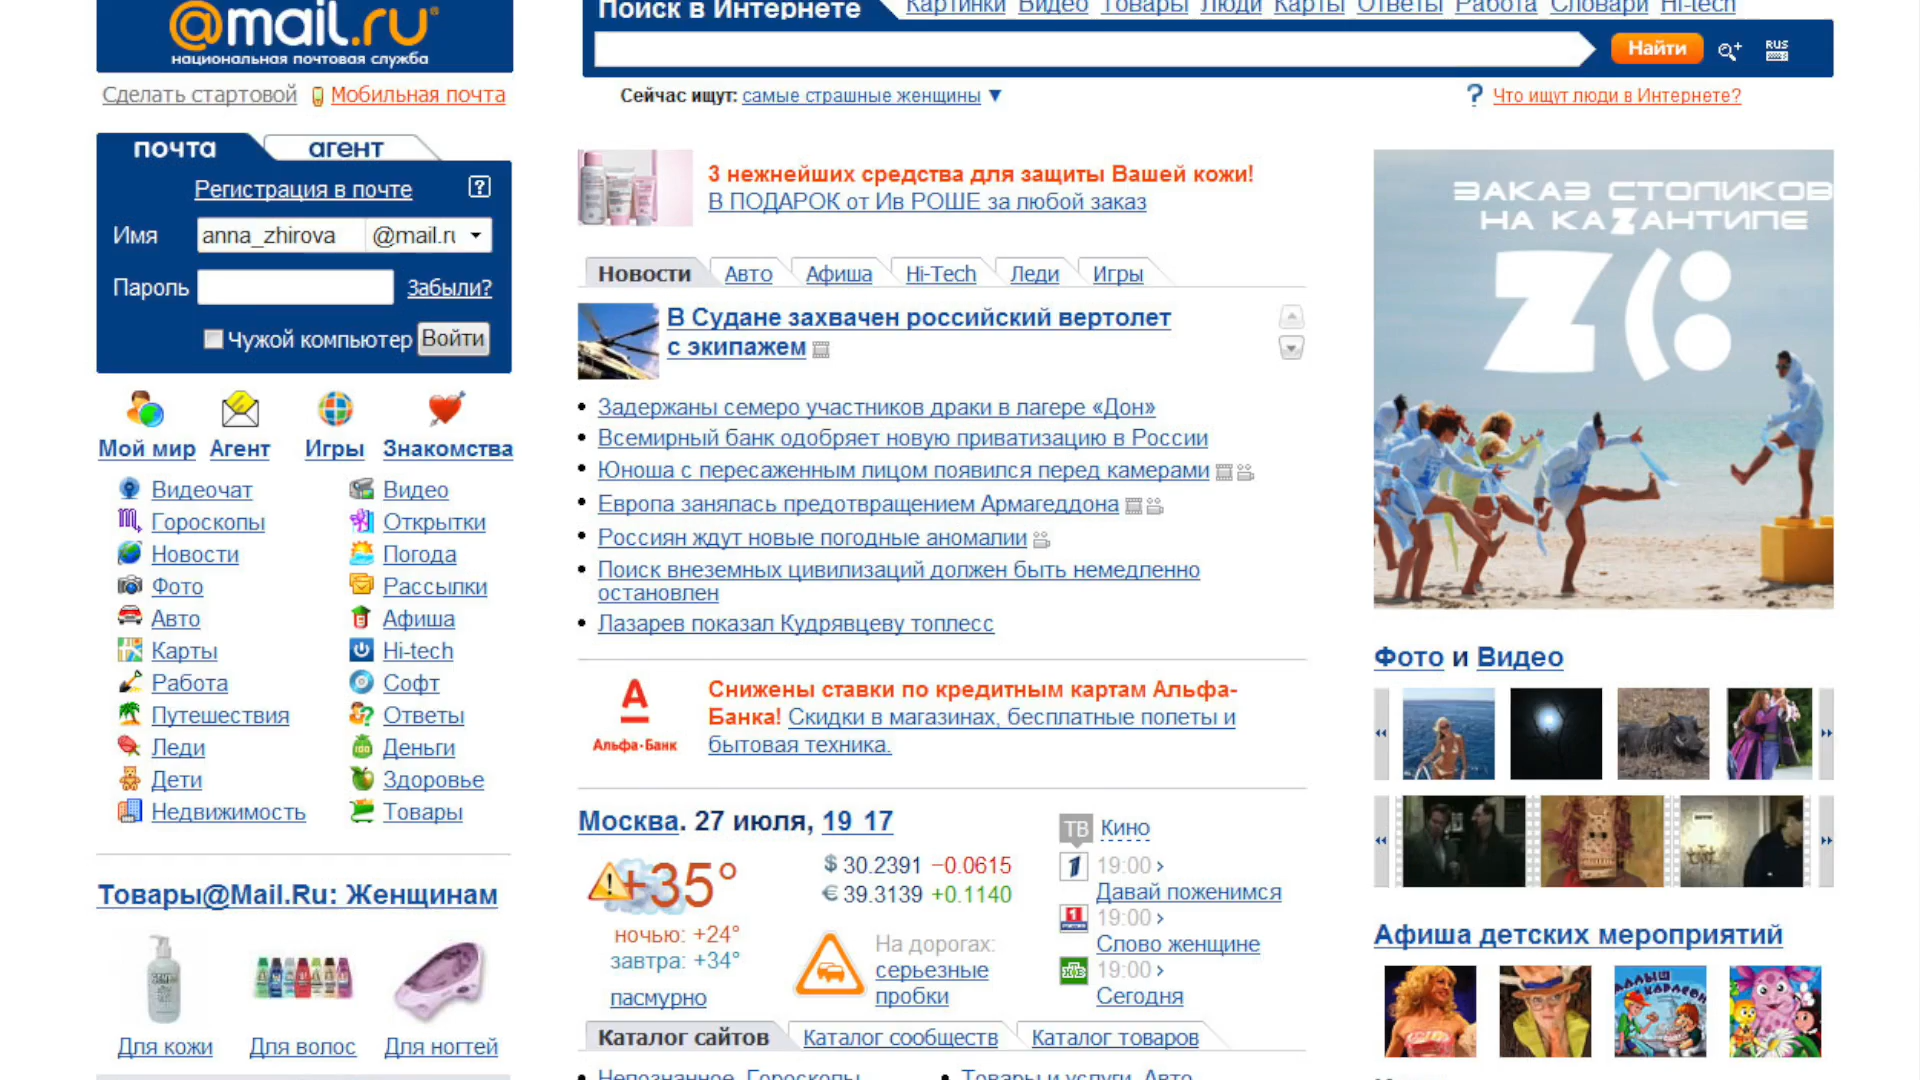 @mail.ru®
национальная почтовая служба
Поиск в Интернете
Картинки Видео Товары Люди Карты Ответы Работа Словари Hi-tech
Найти
RUS
Сделать стартовой
Мобильная почта
Сейчас ищут: самые страшные женщины ▼
? Что ищут люди в Интернете?
почта
агент
Регистрация в почте
?
Имя
anna_zhirova
@mail.ru
Пароль
Забыли?
Чужой компьютер
Войти
Мой мир Агент Игры Знакомства
Видеочат
Видео
Гороскопы
Открытки
Новости
Погода
Фото
Рассылки
Авто
Афиша
Карты
Hi-tech
Работа
Софт
Путешествия
Ответы
Леди
Деньги
Дети
Здоровье
Недвижимость
Товары
Товары@Mail.Ru: Женщинам
Для кожи
Для волос
Для ногтей
3 нежнейших средства для защиты Вашей кожи!
В ПОДАРОК от Ив РОШЕ за любой заказ
Новости Авто Афиша Hi-Tech Леди Игры
В Судане захвачен российский вертолет
с экипажем
• Задержаны семеро участников драки в лагере «Дон»
• Всемирный банк одобряет новую приватизацию в России
• Юноша с пересаженным лицом появился перед камерами
• Европа занялась предотвращением Армагеддона
• Россиян ждут новые погодные аномалии
• Поиск внеземных цивилизаций должен быть немедленно
остановлен
• Лазарев показал Кудрявцеву топлесс
А
Альфа·Банк
Снижены ставки по кредитным картам Альфа-
Банка! Скидки в магазинах, бесплатные полеты и
бытовая техника.
Москва. 27 июля, 19 17
+35°
ночью: +24°
завтра: +34°
пасмурно
$ 30.2391 −0.0615
€ 39.3139 +0.1140
На дорогах:
серьезные
пробки
ТВ Кино
1 19:00 ›
Давай поженимся
1 19:00 ›
Слово женщине
19:00 ›
Сегодня
Каталог сайтов Каталог сообществ Каталог товаров
• Непознанное, Гороскопы
• Товары и услуги, Авто
ЗАКАЗ СТОЛИКОВ
НА КАZАНТИПЕ
Z(:
Фото и Видео
Афиша детских мероприятий
МАЛЫШ
И КАРЛСОН